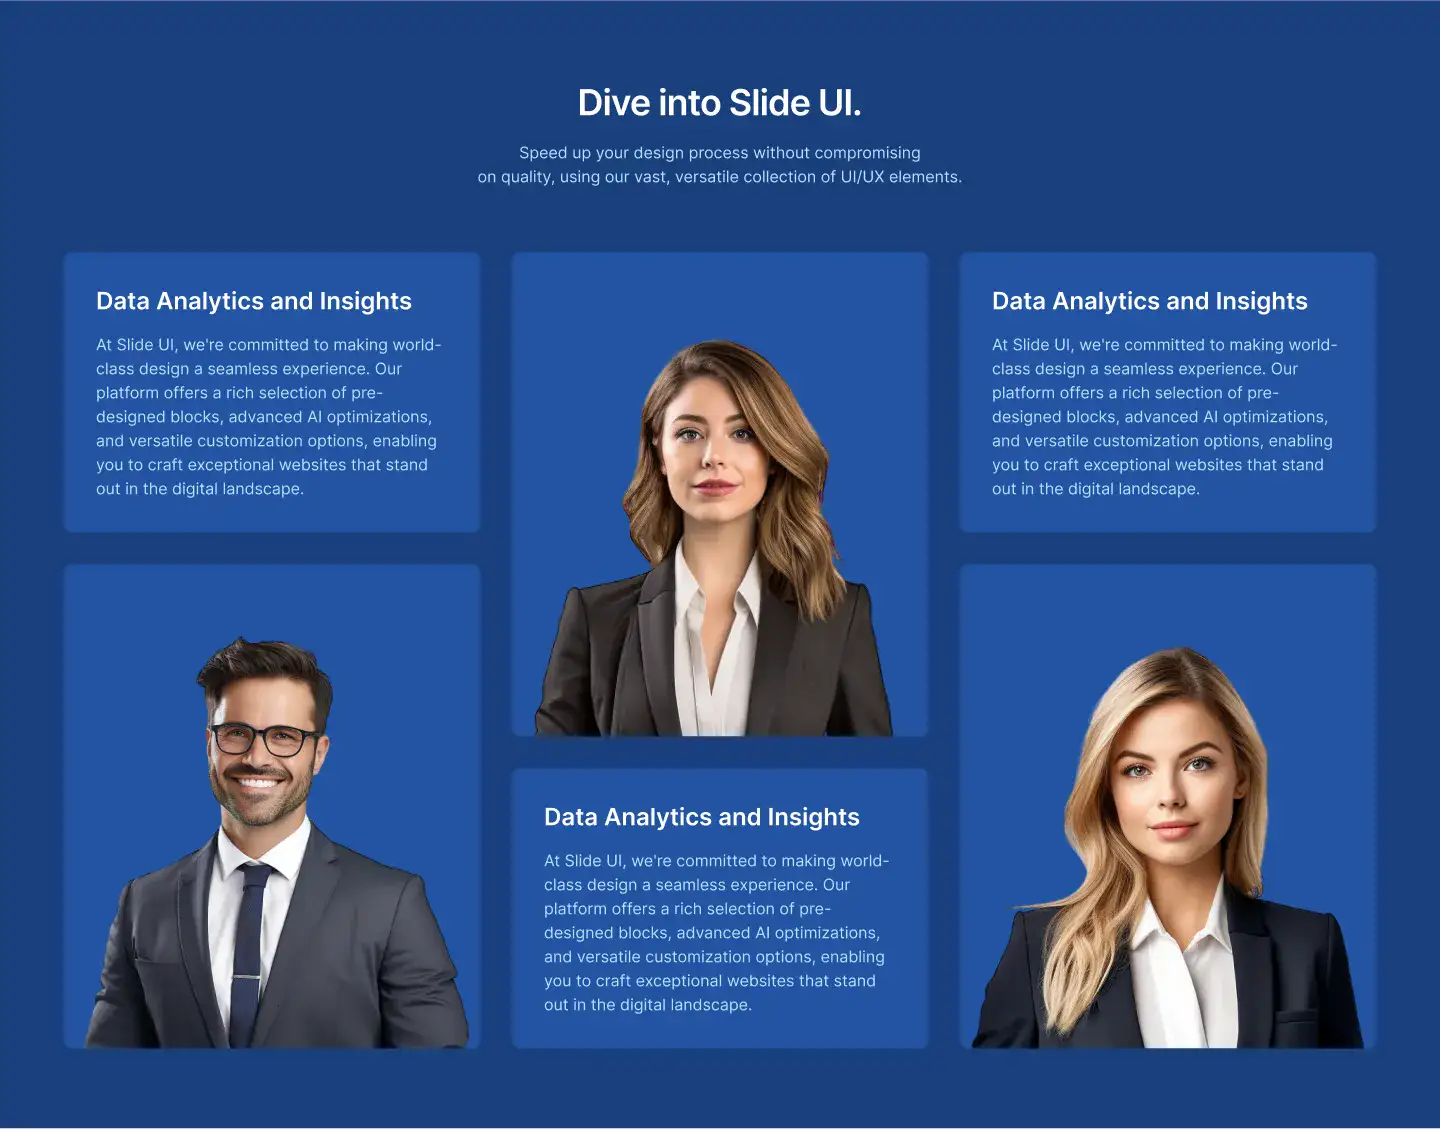 Dive into Slide UI.
Speed up your design process without compromising
on quality, using our vast, versatile collection of UI/UX elements.
Data Analytics and Insights
At Slide UI, we're committed to making world-
class design a seamless experience. Our
platform offers a rich selection of pre-
designed blocks, advanced AI optimizations,
and versatile customization options, enabling
you to craft exceptional websites that stand
out in the digital landscape.
Data Analytics and Insights
At Slide UI, we're committed to making world-
class design a seamless experience. Our
platform offers a rich selection of pre-
designed blocks, advanced AI optimizations,
and versatile customization options, enabling
you to craft exceptional websites that stand
out in the digital landscape.
Data Analytics and Insights
At Slide UI, we're committed to making world-
class design a seamless experience. Our
platform offers a rich selection of pre-
designed blocks, advanced AI optimizations,
and versatile customization options, enabling
you to craft exceptional websites that stand
out in the digital landscape.